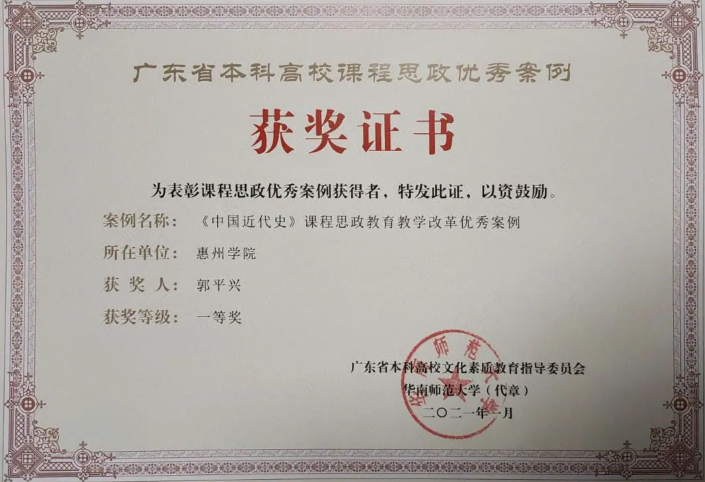 广东省本科高校课程思政优秀案例
获奖证书
为表彰课程思政优秀案例获得者，特发此证，以资鼓励。
案例名称： 《中国近代史》课程思政教育教学改革优秀案例
所在单位： 惠州学院
获 奖 人： 郭平兴
获奖等级： 一等奖
广东省本科高校文化素质教育指导委员会
华南师范大学（代章）
二〇二一年一月
华南师范大学